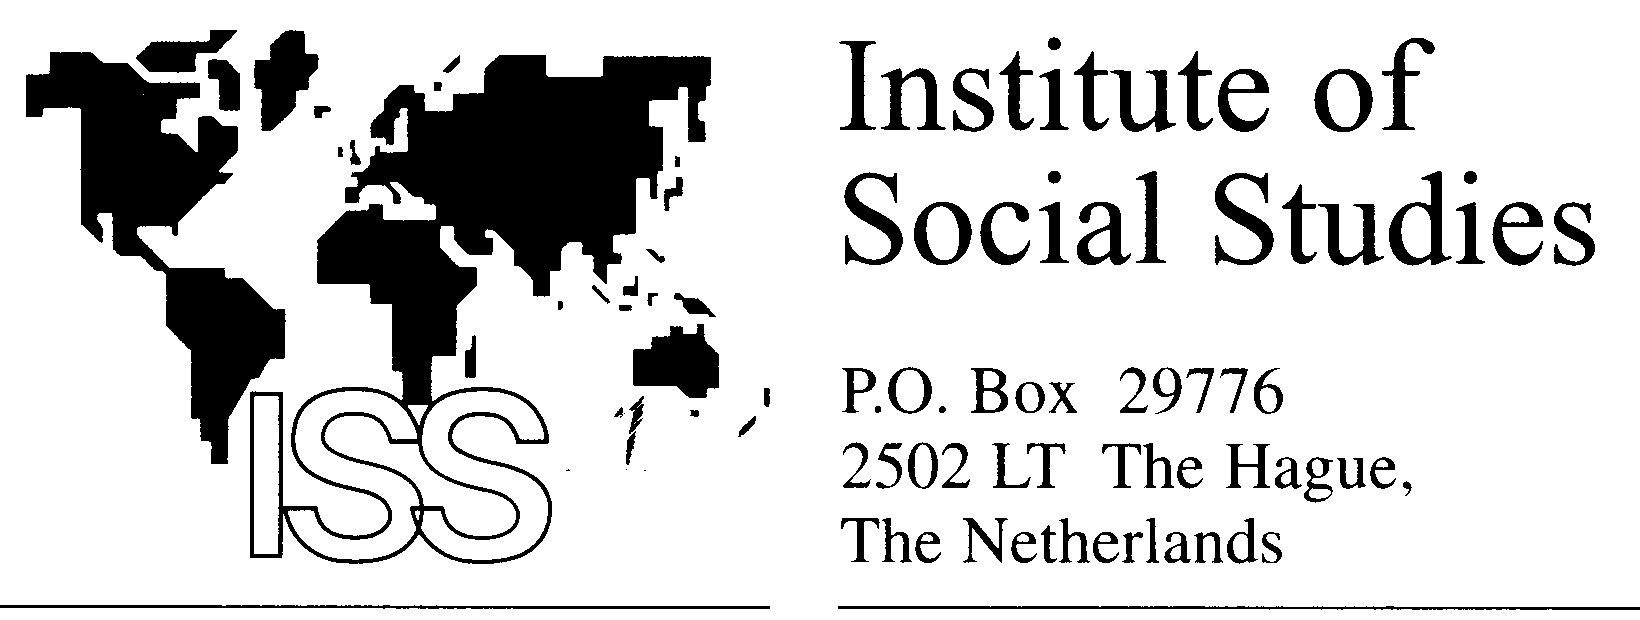 ISS
Institute of
Social Studies
P.O. Box 29776
2502 LT The Hague,
The Netherlands